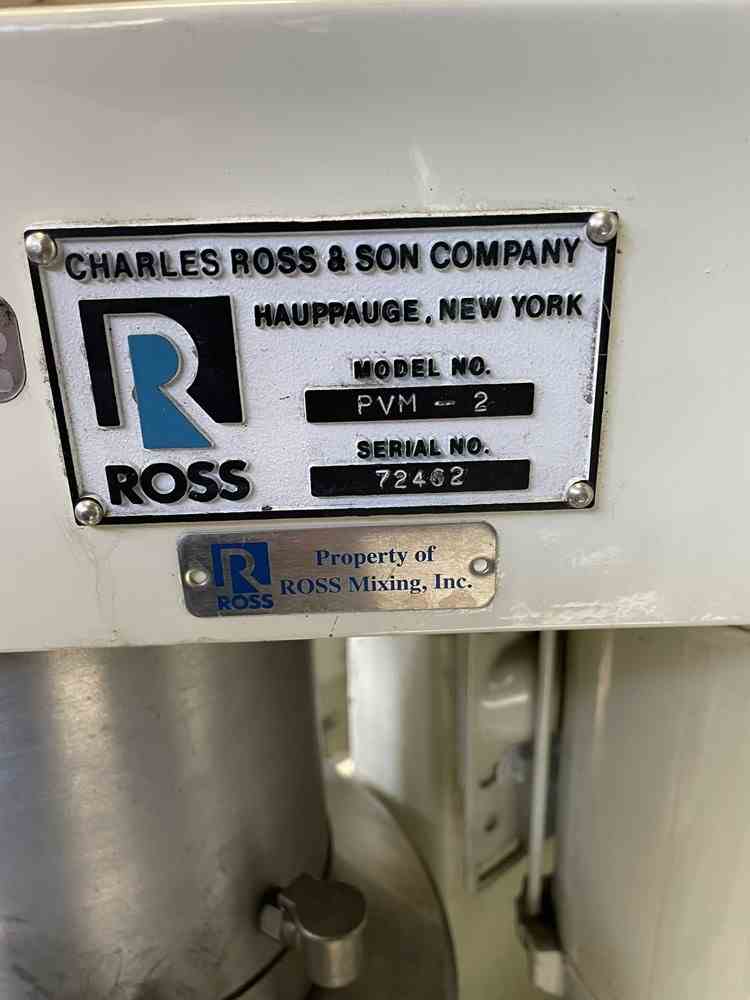 CHARLES ROSS & SON COMPANY
HAUPPAUGE, NEW YORK
MODEL NO.
PVM - 2
SERIAL NO.
72462
R
ROSS
R
ROSS
Property of
ROSS Mixing, Inc.